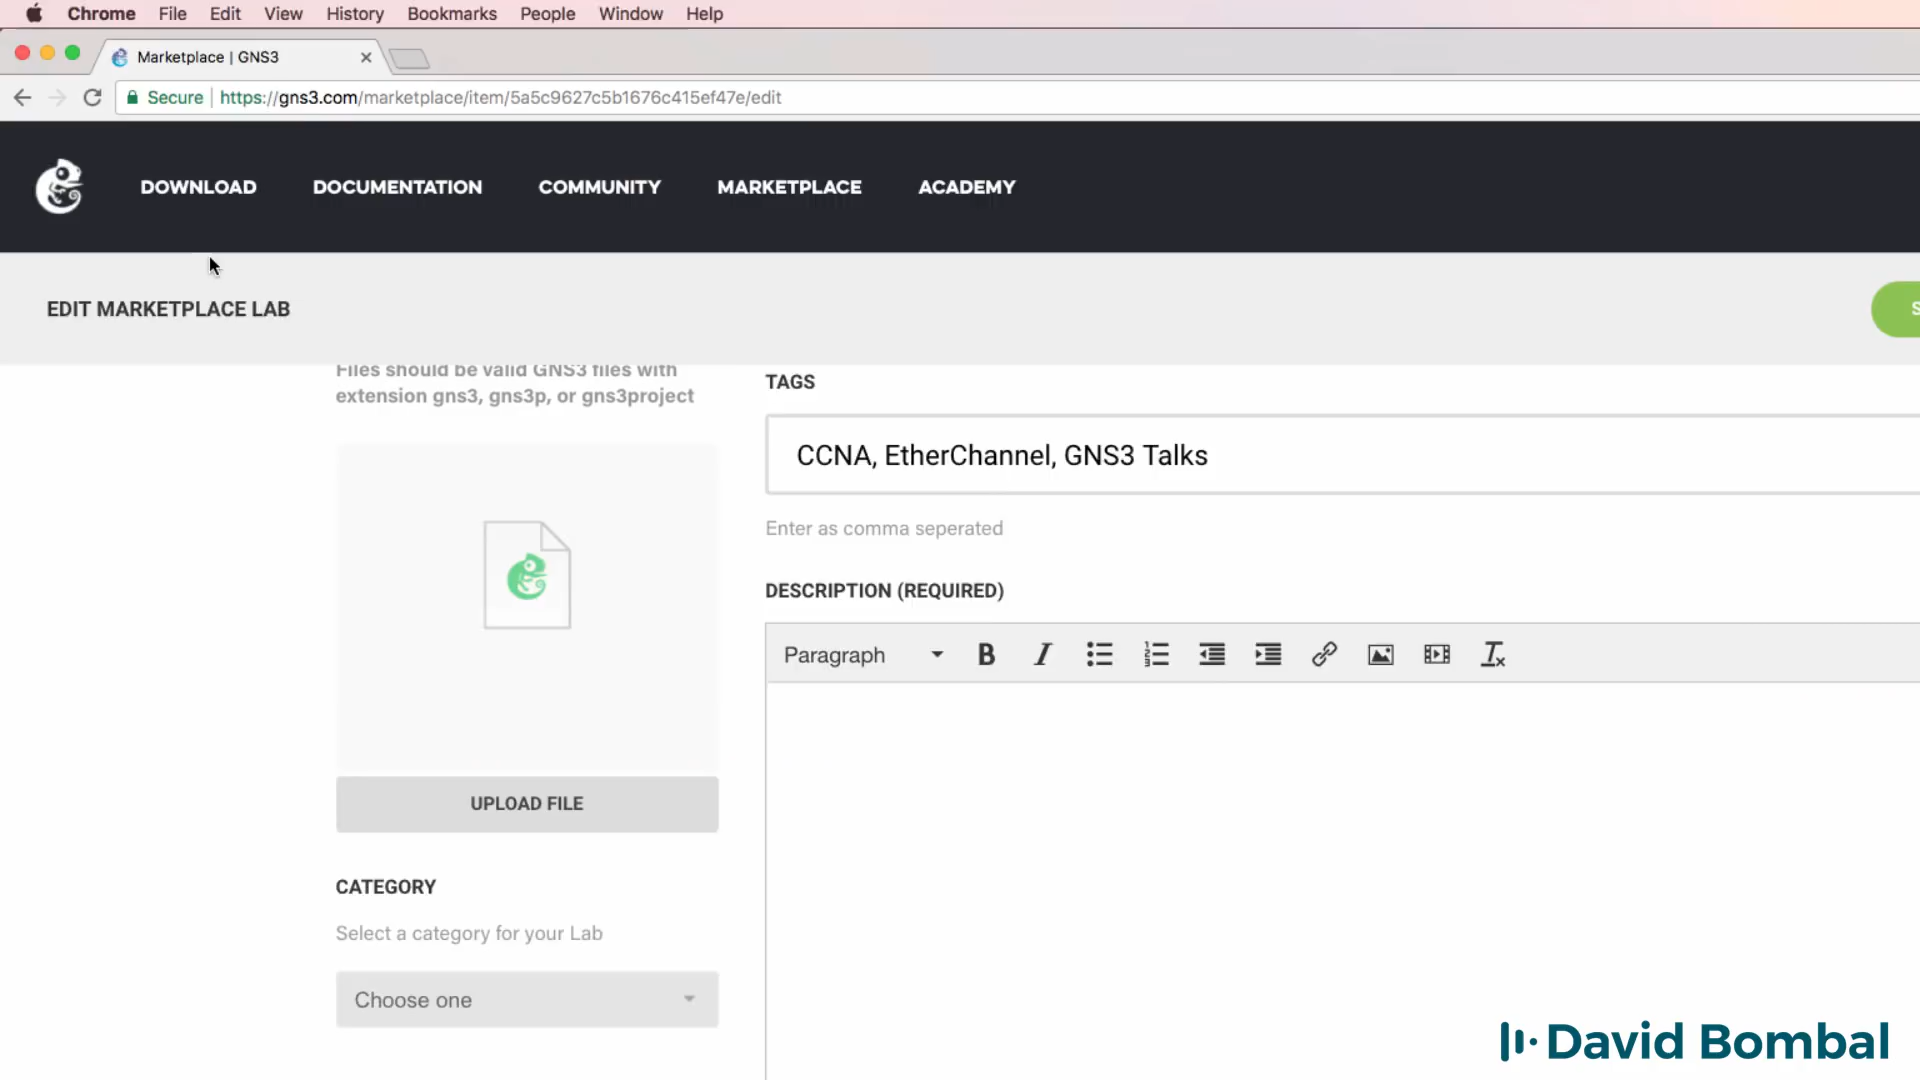 Chrome File Edit View History Bookmarks People Window Help
Marketplace | GNS3
Secure https://gns3.com/marketplace/item/5a5c9627c5b1676c415ef47e/edit
DOWNLOAD DOCUMENTATION COMMUNITY MARKETPLACE ACADEMY
EDIT MARKETPLACE LAB
Files should be valid GNS3 files with
extension gns3, gns3p, or gns3project
UPLOAD FILE
CATEGORY
Select a category for your Lab
Choose one
TAGS
CCNA, EtherChannel, GNS3 Talks
Enter as comma seperated
DESCRIPTION (REQUIRED)
Paragraph
David Bombal